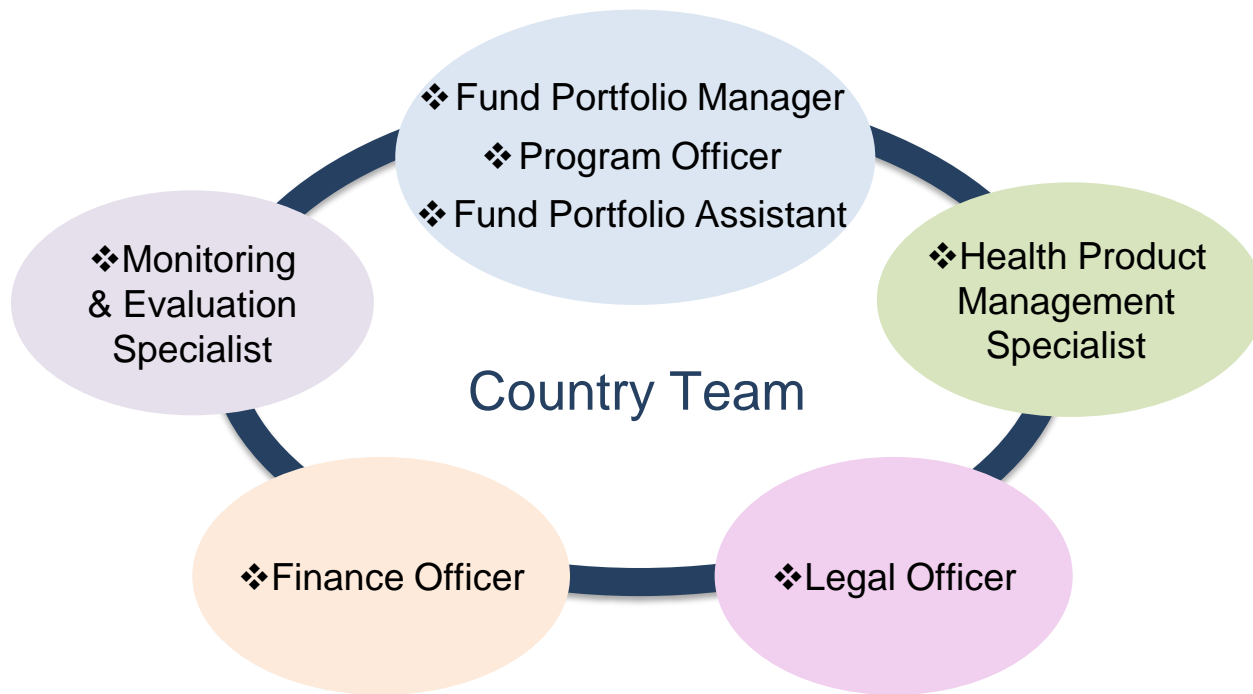 ❖ Fund Portfolio Manager
❖ Program Officer
❖ Fund Portfolio Assistant
❖Monitoring
& Evaluation
Specialist
❖Health Product
Management
Specialist
Country Team
❖Finance Officer
❖Legal Officer